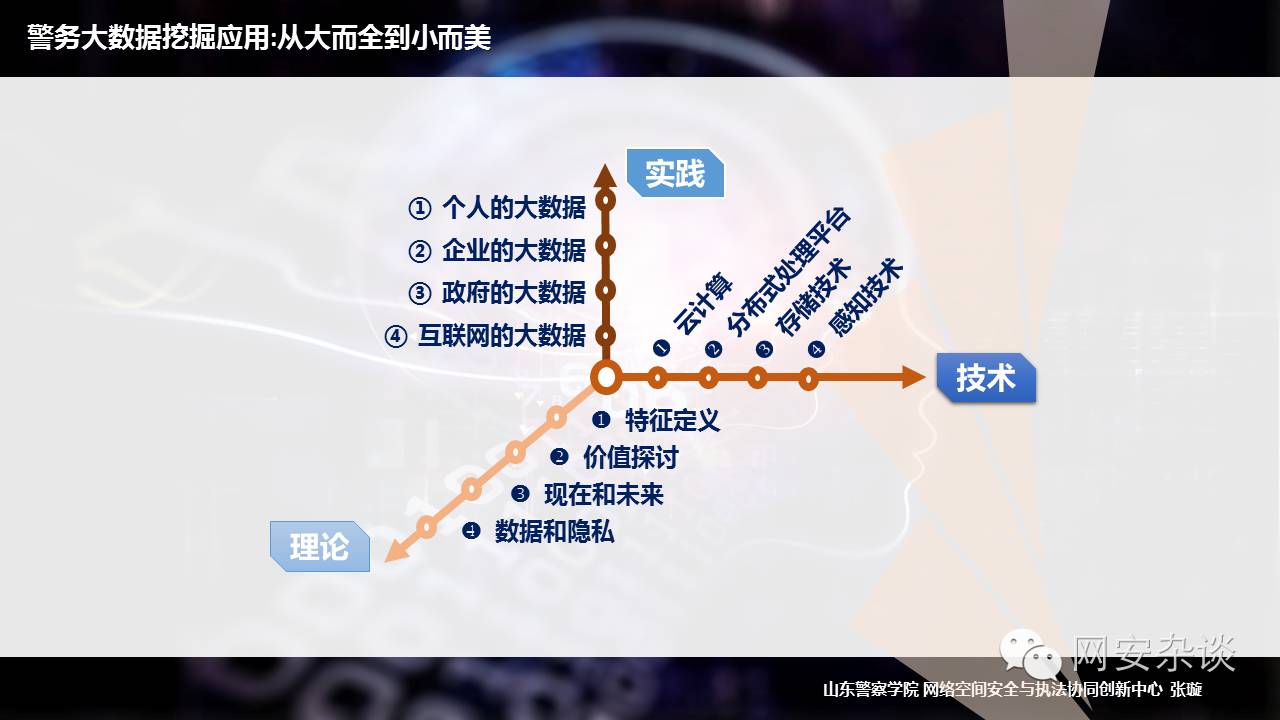 警务大数据挖掘应用:从大而全到小而美
实践
① 个人的大数据
② 企业的大数据
③ 政府的大数据
④ 互联网的大数据
❶ 云计算
❷ 分布式处理平台
❸ 存储技术
❹ 感知技术
技术
❶ 特征定义
❷ 价值探讨
❸ 现在和未来
❹ 数据和隐私
理论
网安杂谈
山东警察学院 网络空间安全与执法协同创新中心 张璇